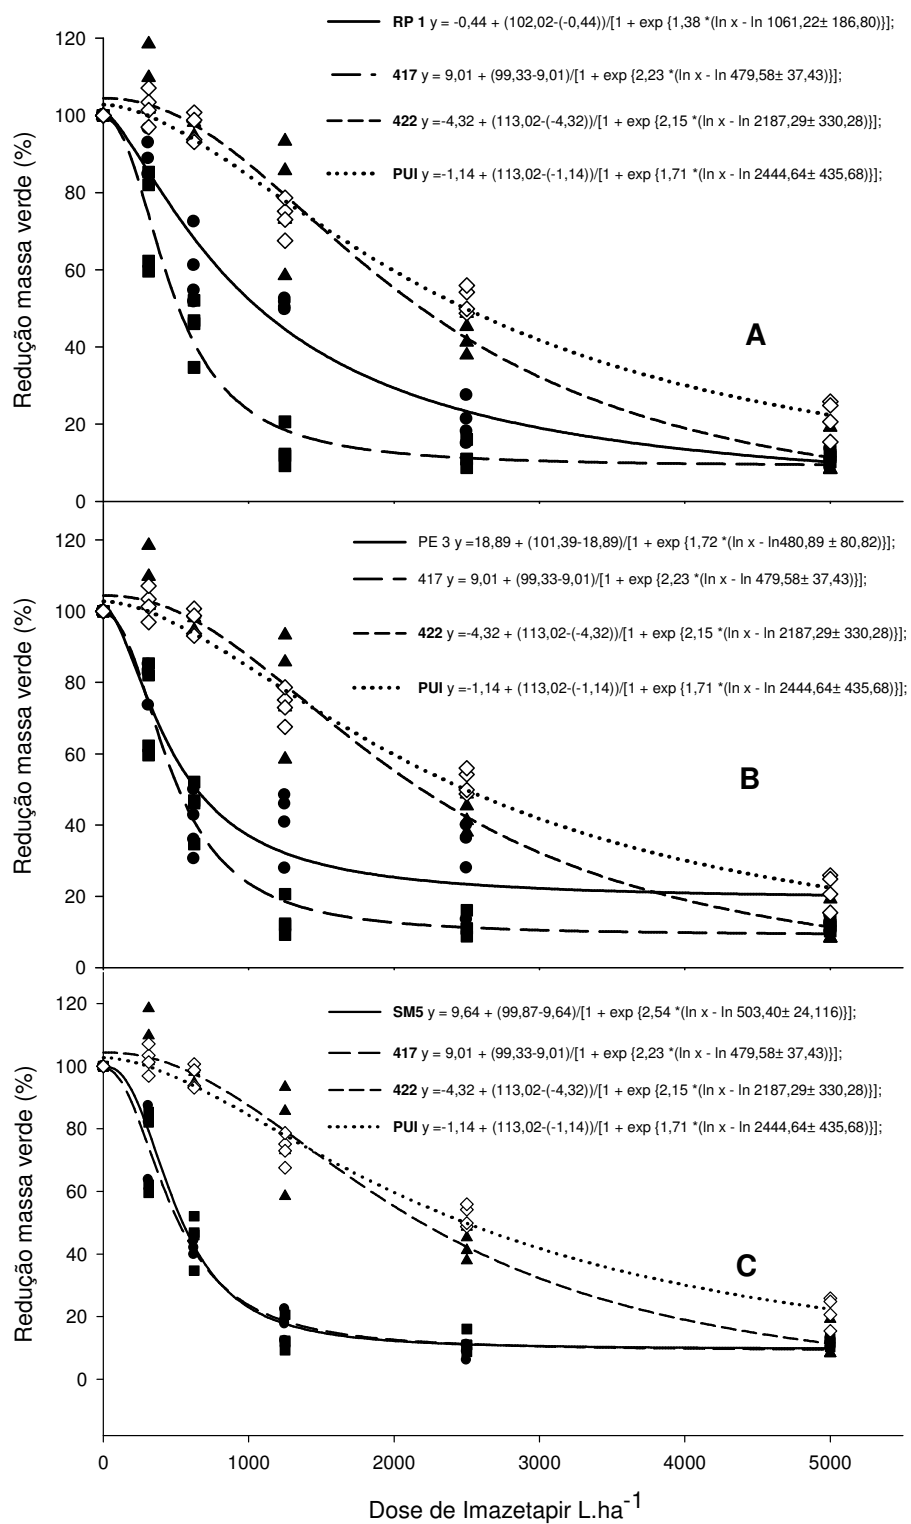 RP 1 y = -0,44 + (102,02-(-0,44))/[1 + exp {1,38 *(ln x - ln 1061,22± 186,80)}];
417 y = 9,01 + (99,33-9,01)/[1 + exp {2,23 *(ln x - ln 479,58± 37,43)}];
422 y =-4,32 + (113,02-(-4,32))/[1 + exp {2,15 *(ln x - ln 2187,29± 330,28)}];
PUI y =-1,14 + (113,02-(-1,14))/[1 + exp {1,71 *(ln x - ln 2444,64± 435,68)}];
120
100
80
60
40
20
0
Redução massa verde (%)
A
PE 3 y =18,89 + (101,39-18,89)/[1 + exp {1,72 *(ln x - ln480,89 ± 80,82)}];
417 y = 9,01 + (99,33-9,01)/[1 + exp {2,23 *(ln x - ln 479,58± 37,43)}];
422 y =-4,32 + (113,02-(-4,32))/[1 + exp {2,15 *(ln x - ln 2187,29± 330,28)}];
PUI y =-1,14 + (113,02-(-1,14))/[1 + exp {1,71 *(ln x - ln 2444,64± 435,68)}];
120
100
80
60
40
20
0
Redução massa verde (%)
B
SM5 y = 9,64 + (99,87-9,64)/[1 + exp {2,54 *(ln x - ln 503,40± 24,116)}];
417 y = 9,01 + (99,33-9,01)/[1 + exp {2,23 *(ln x - ln 479,58± 37,43)}];
422 y =-4,32 + (113,02-(-4,32))/[1 + exp {2,15 *(ln x - ln 2187,29± 330,28)}];
PUI y =-1,14 + (113,02-(-1,14))/[1 + exp {1,71 *(ln x - ln 2444,64± 435,68)}];
120
100
80
60
40
20
0
Redução massa verde (%)
C
0 1000 2000 3000 4000 5000
Dose de Imazetapir L.ha-1